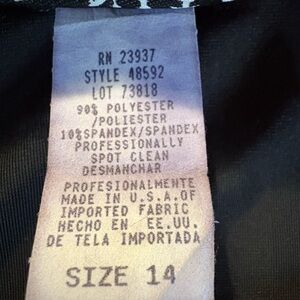 RN 23937
STYLE 48592
LOT 73818
90% POLYESTER
/POLIESTER
10%SPANDEX/SPANDEX
PROFESSIONALLY
SPOT CLEAN
DESMANCHAR
PROFESIONALMENTE
MADE IN U.S.A.OF
IMPORTED FABRIC
HECHO EN EE.UU.
DE TELA IMPORTADA
SIZE 14